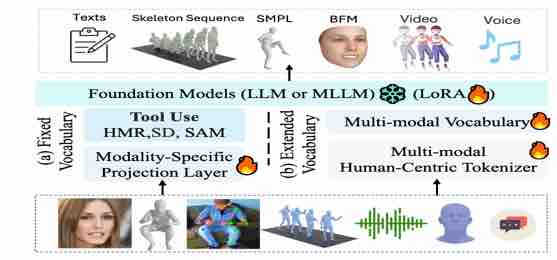 Texts
Skeleton Sequence
SMPL
BFM
Video
Voice
Foundation Models (LLM or MLLM) (LoRA )
(a) Fixed
Vocabulary
Tool Use
HMR,SD, SAM
Modality-Specific
Projection Layer
(b) Extended
Vocabulary
Multi-modal Vocabulary
Multi-modal
Human-Centric Tokenizer